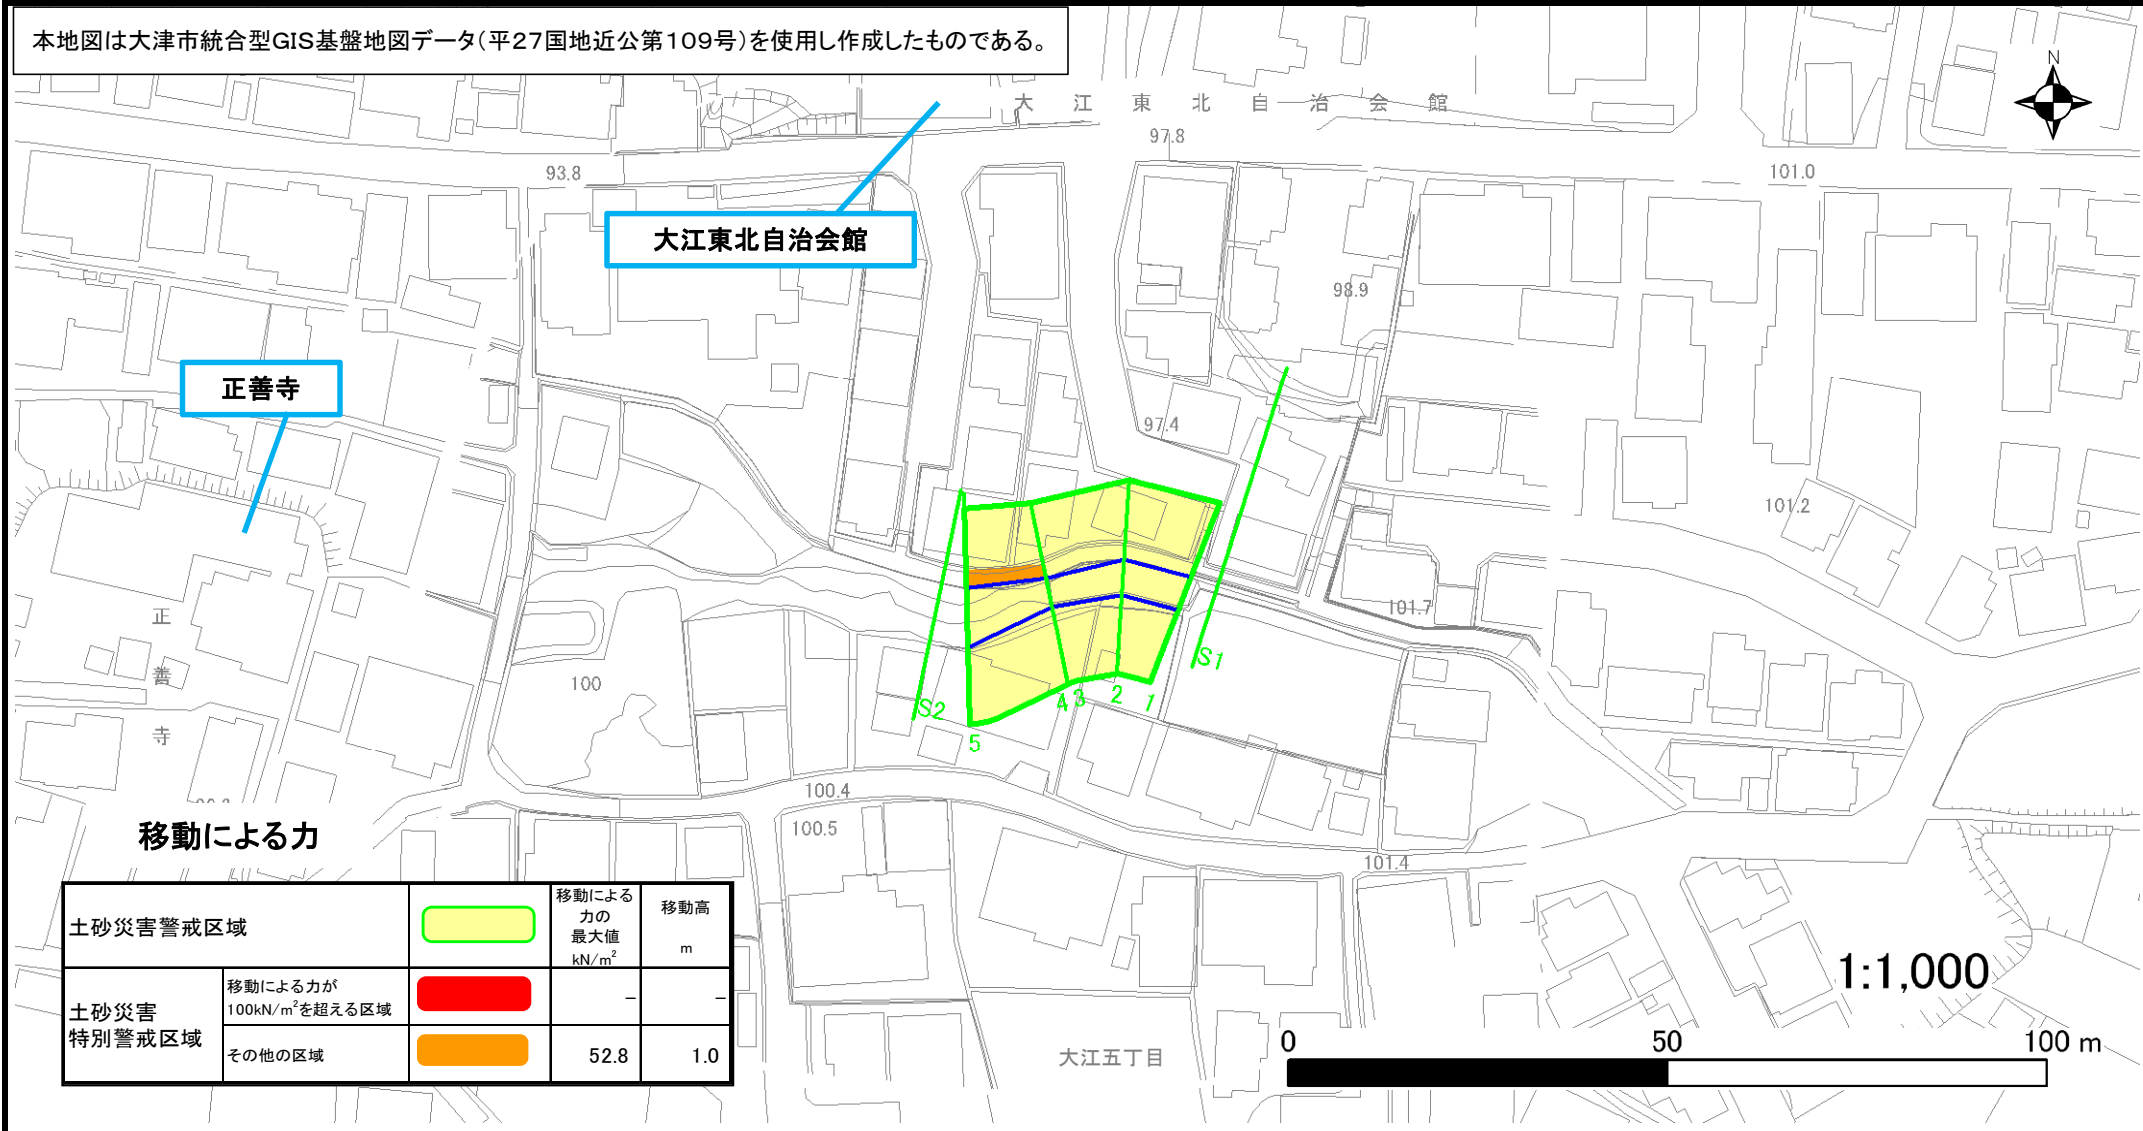 本地図は大津市統合型GIS基盤地図データ(平27国地近公第109号)を使用し作成したものである。
N
大江東北自治会館
97.8
93.8
101.0
大江東北自治会館
98.9
正善寺
97.4
101.2
101.7
正善寺
100
S1
S2
4 3 2 1
5
100.4
100.5
101.4
移動による力
土砂災害警戒区域
移動による力の最大値 kN/m²
移動高 m
土砂災害特別警戒区域
移動による力が100kN/m²を超える区域
–
–
その他の区域
52.8
1.0
大江五丁目
1:1,000
0 50 100 m